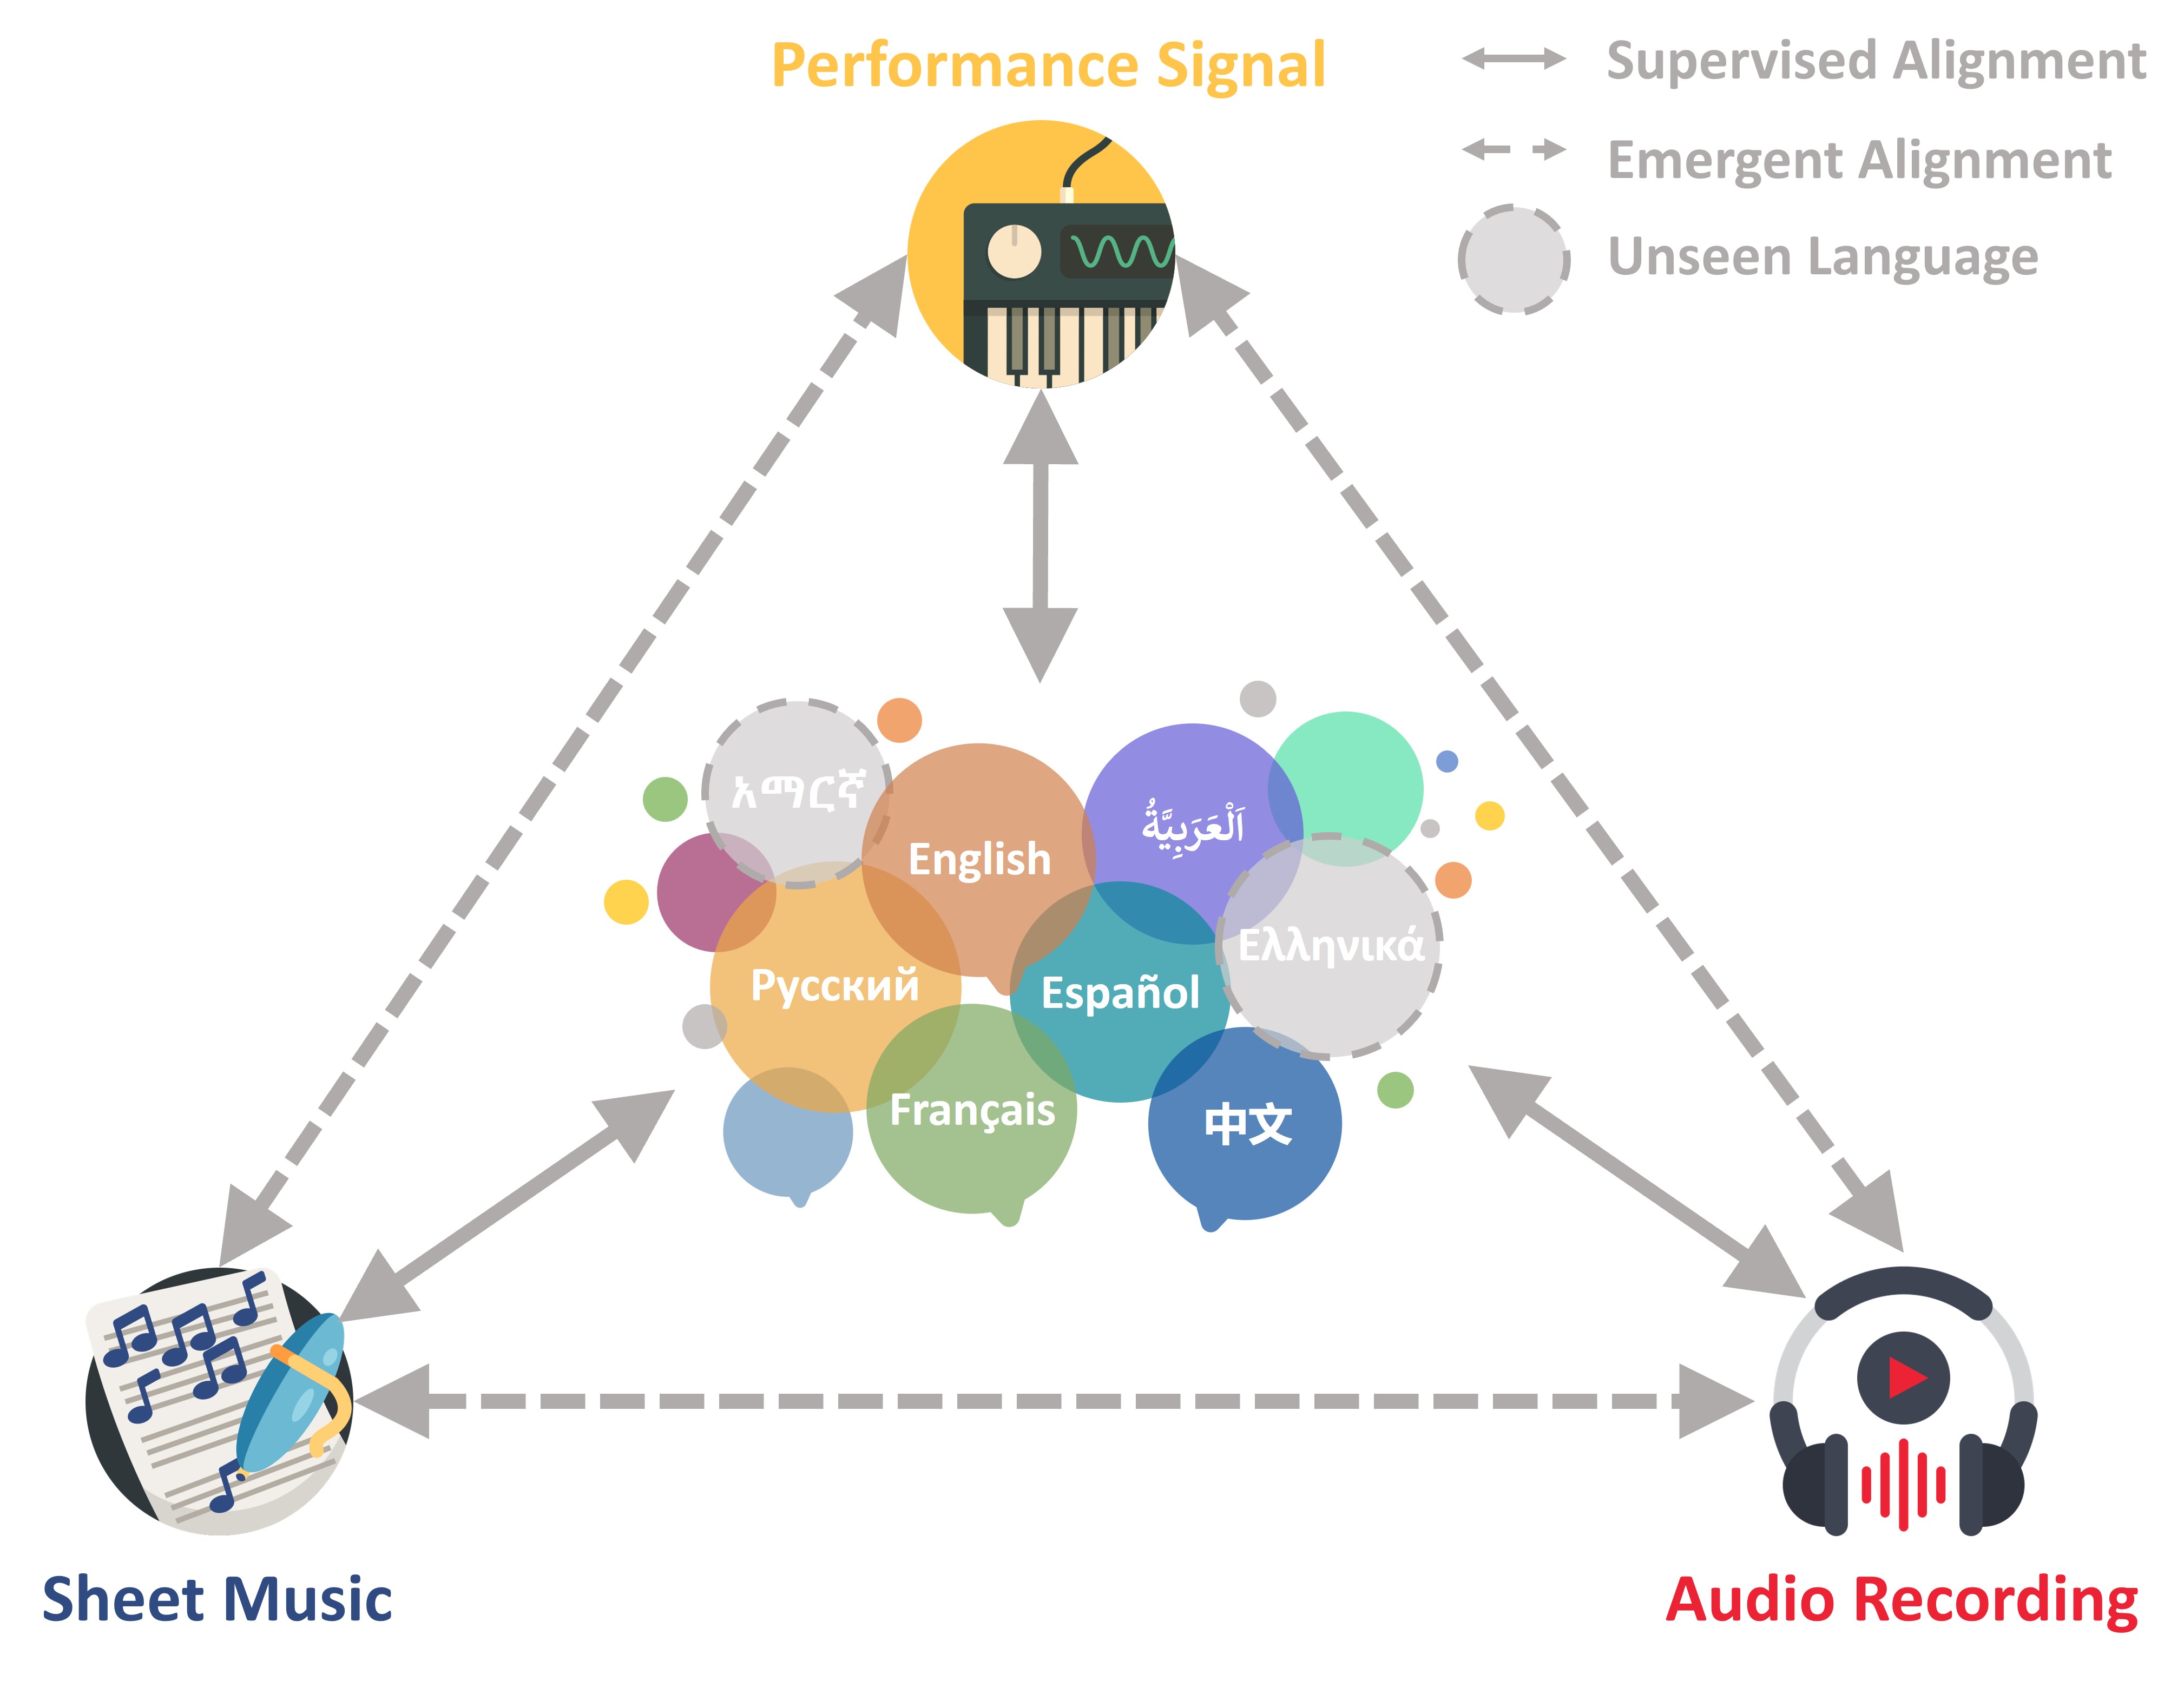 Performance Signal
Supervised Alignment
Emergent Alignment
Unseen Language
አማርኛ
English
اَلْعَرَبِيَّةُ
Ελληνικά
Русский
Español
Français
中文
Sheet Music
Audio Recording